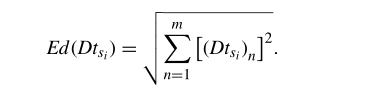 Ed(Dt_{s_i}) = \sqrt{\sum_{n=1}^{m} \left[ (Dt_{s_i})_n \right]^2}.